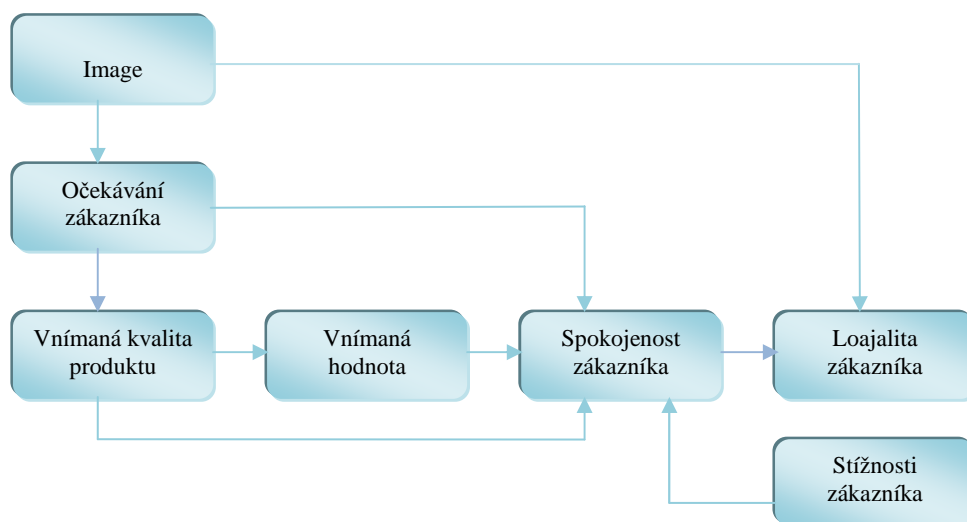 Image
Očekávání
zákazníka
Vnímaná kvalita
produktu
Vnímaná
hodnota
Spokojenost
zákazníka
Loajalita
zákazníka
Stížnosti
zákazníka